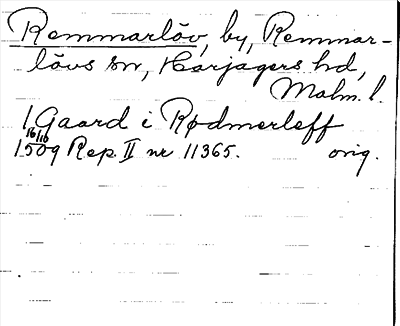 Remmarlöv, by, Remmar-
lövs sn, Harjagers hd,
Malm. l.
1 Gaard i Rødmerleff
1509 16/10 Rep. II nr 11365. orig.